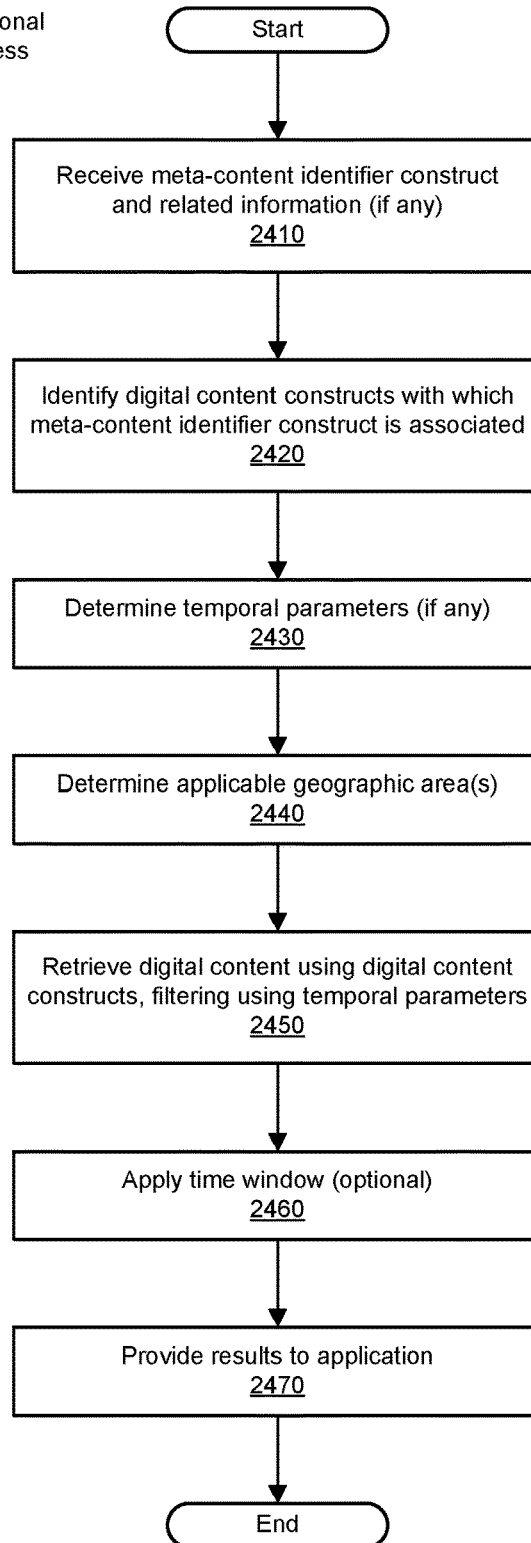 Start
Receive meta-content identifier construct
and related information (if any)
2410
Identify digital content constructs with which
meta-content identifier construct is associated
2420
Determine temporal parameters (if any)
2430
Determine applicable geographic area(s)
2440
Retrieve digital content using digital content
constructs, filtering using temporal parameters
2450
Apply time window (optional)
2460
Provide results to application
2470
End